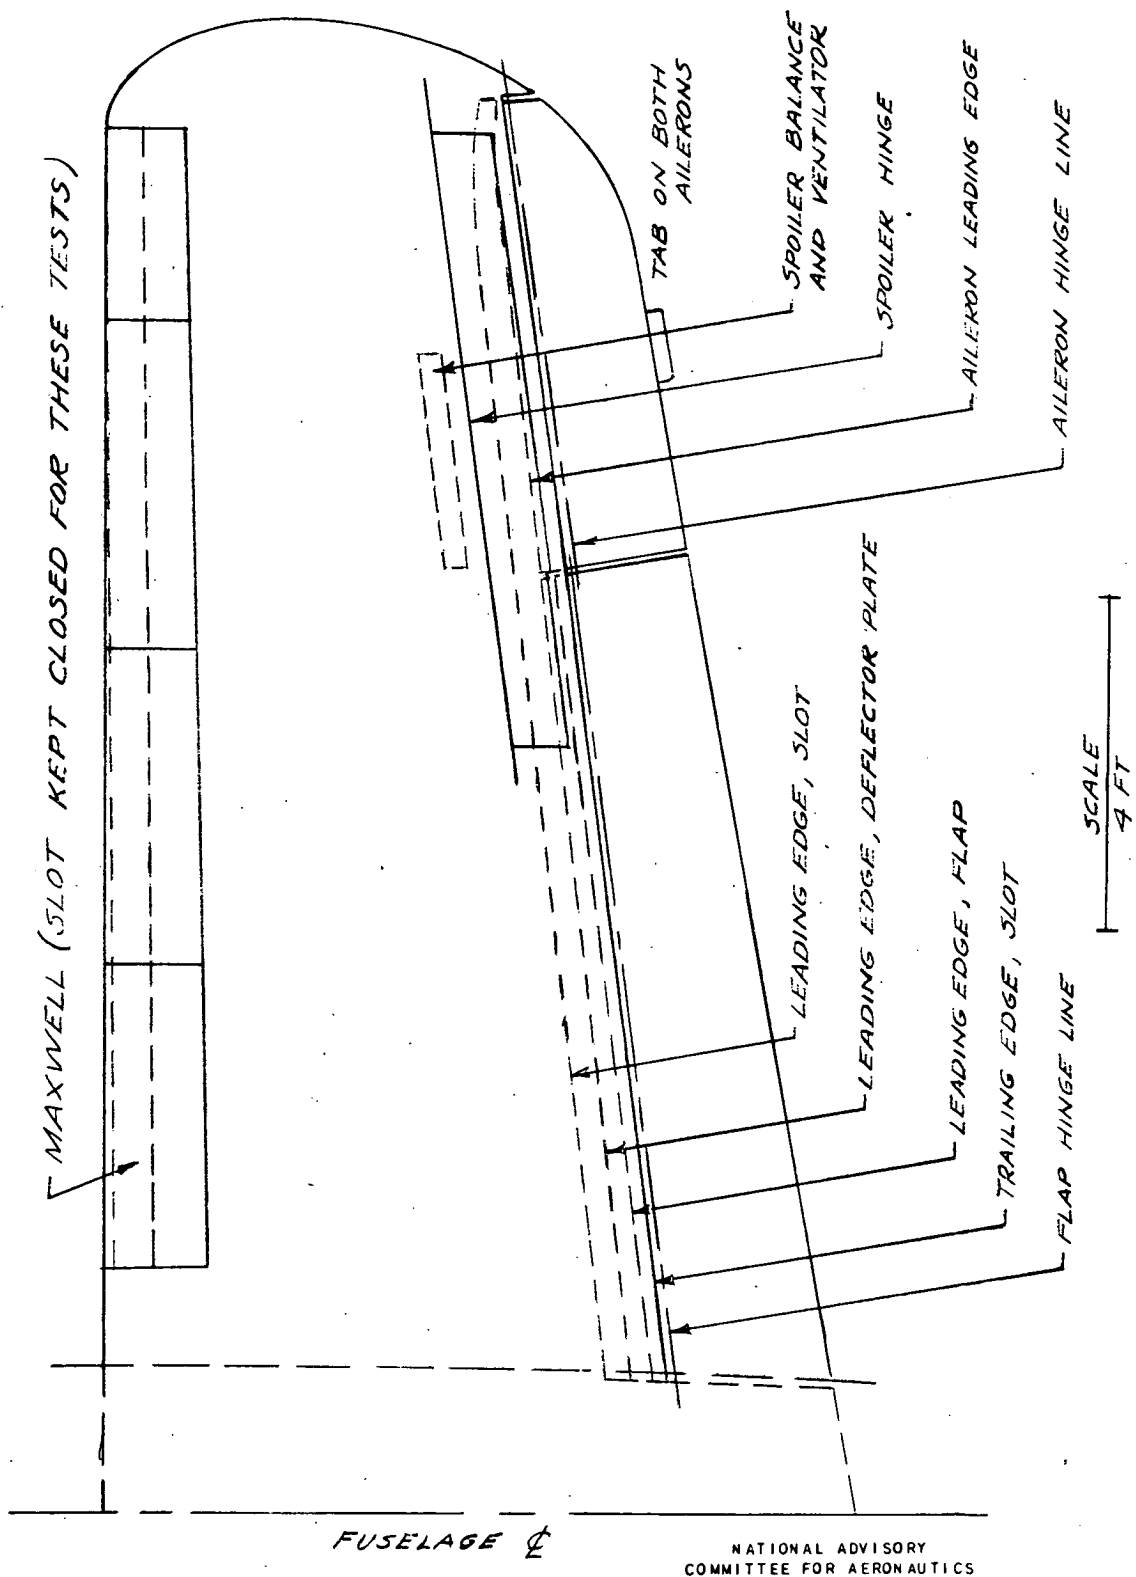 MAXWELL (SLOT KEPT CLOSED FOR THESE TESTS)
TAB ON BOTH
AILERONS
SPOILER BALANCE
AND VENTILATOR
SPOILER HINGE
AILERON LEADING EDGE
AILERON HINGE LINE
LEADING EDGE, SLOT
LEADING EDGE, DEFLECTOR PLATE
LEADING EDGE, FLAP
TRAILING EDGE, SLOT
FLAP HINGE LINE
SCALE
4 FT
FUSELAGE ℄
NATIONAL ADVISORY
COMMITTEE FOR AERONAUTICS